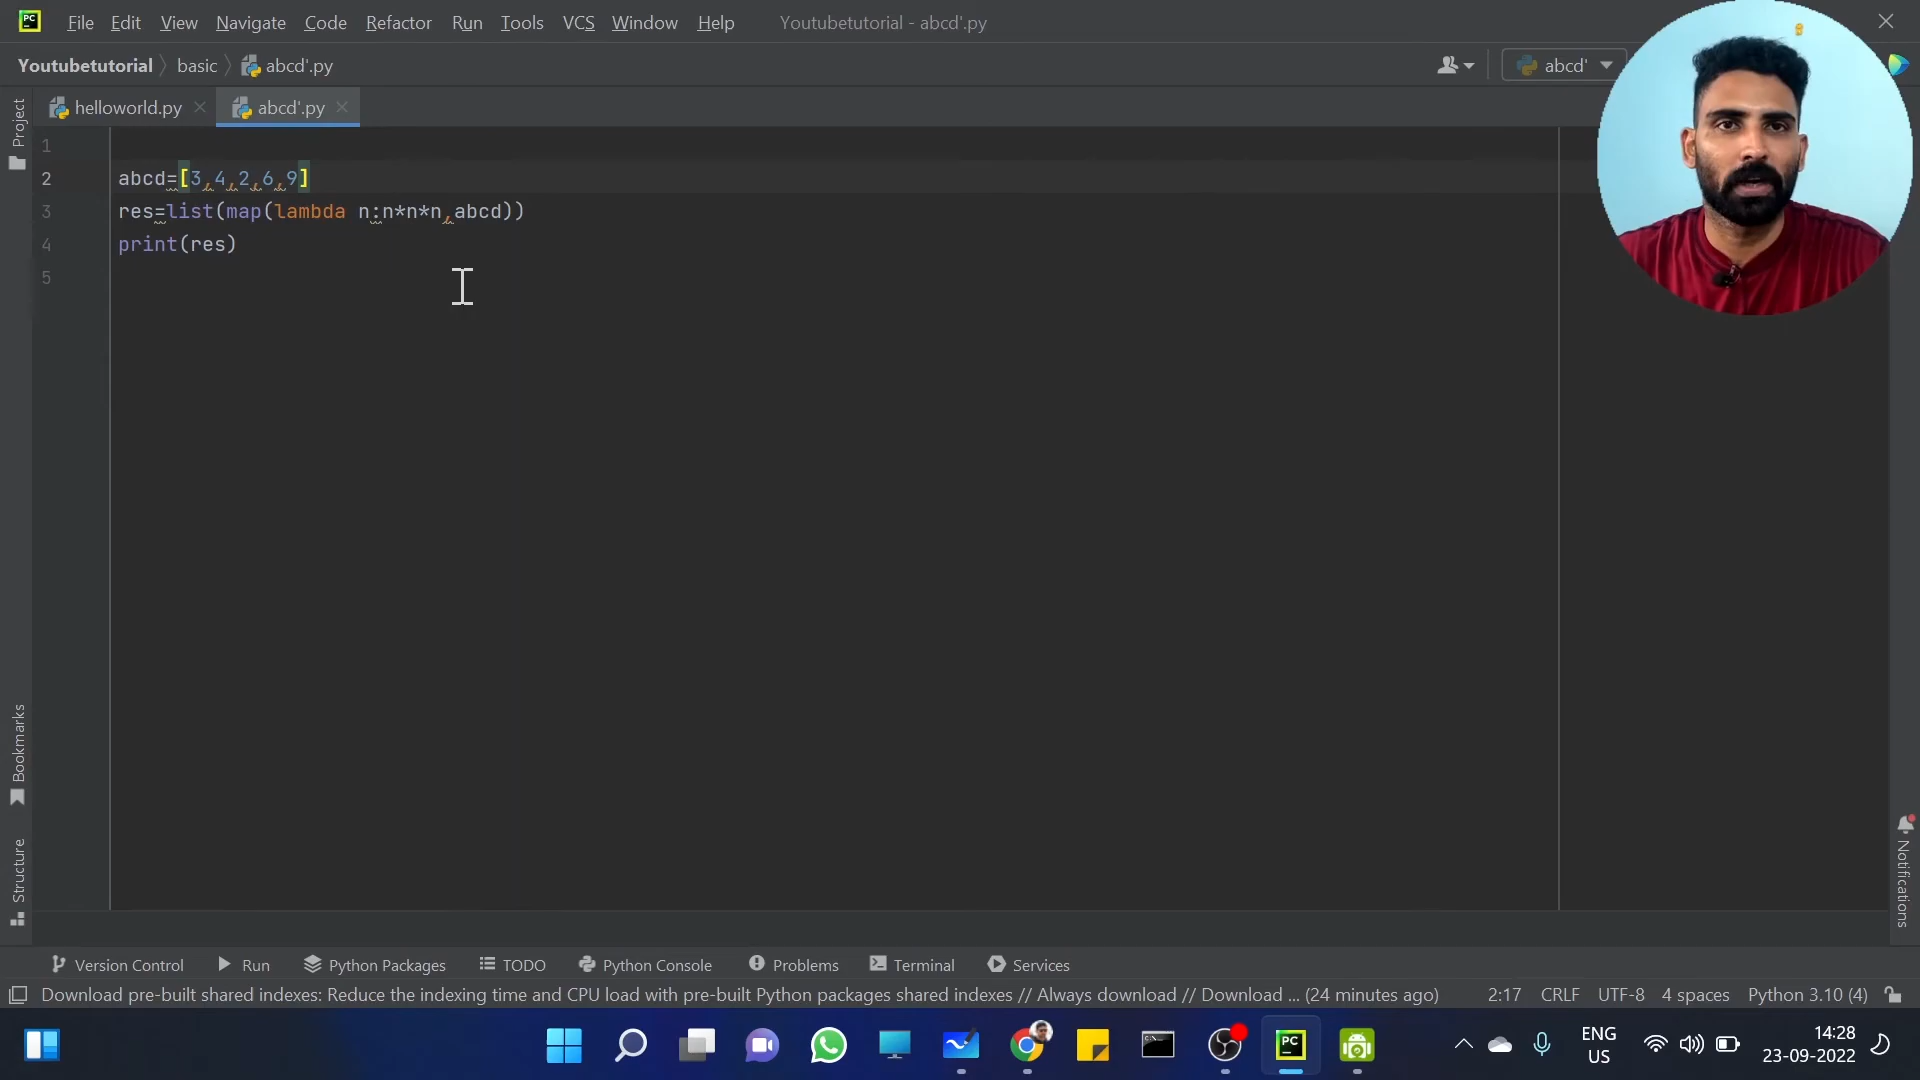 PC File Edit View Navigate Code Refactor Run Tools VCS Window Help Youtubetutorial - abcd'.py
Youtubetutorial basic abcd'.py abcd'
helloworld.py abcd'.py
Project
1
2 abcd=[3,4,2,6,9]
3 res=list(map(lambda n:n*n*n,abcd))
4 print(res)
5
Bookmarks
Structure
Notifications
Version Control Run Python Packages TODO Python Console Problems Terminal Services
Download pre-built shared indexes: Reduce the indexing time and CPU load with pre-built Python packages shared indexes // Always download // Download ... (24 minutes ago) 2:17 CRLF UTF-8 4 spaces Python 3.10 (4)
PC ENG 14:28
US 23-09-2022